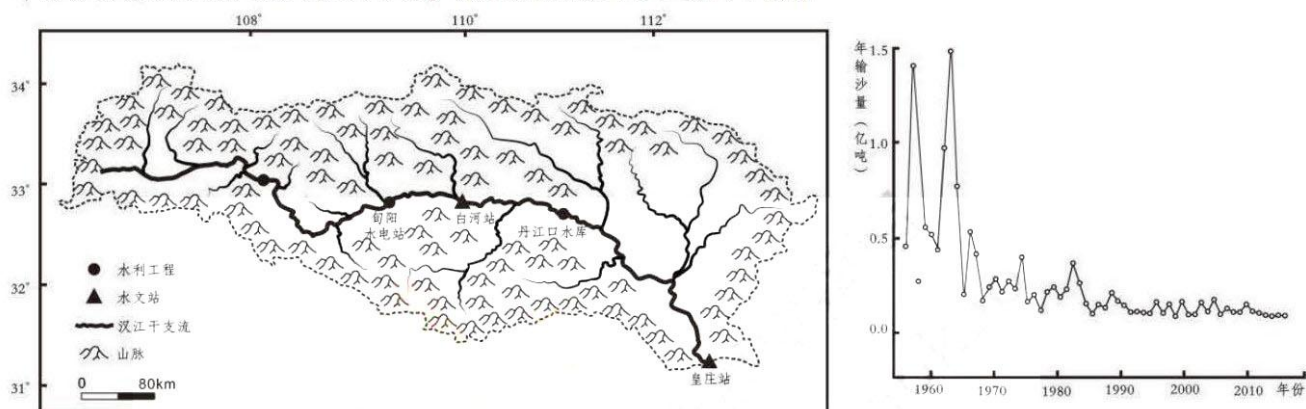 108° 110° 112°
34°
33°
32°
31°
旬阳
水电站
白河站
丹江口水库
皇庄站
水利工程
水文站
汉江干支流
山脉
0 80km
年输沙量（亿吨）
1.5
1.0
0.5
0.0
1960 1970 1980 1990 2000 2010 年份